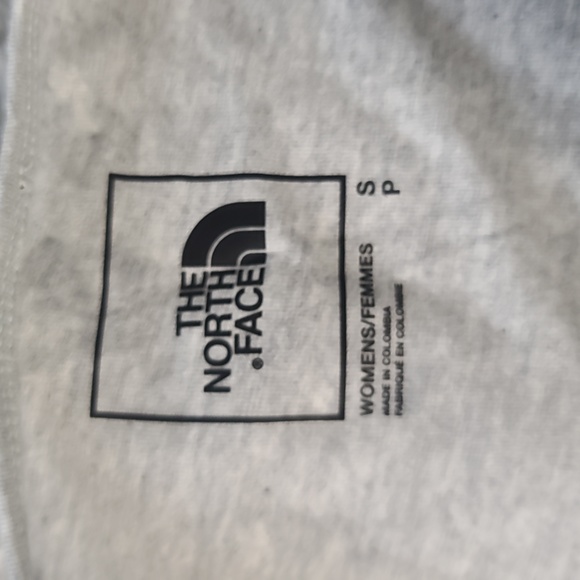 THE
NORTH
FACE®
WOMENS/FEMMES S
MADE IN COLOMBIA P
FABRIQUÉ EN COLOMBIE